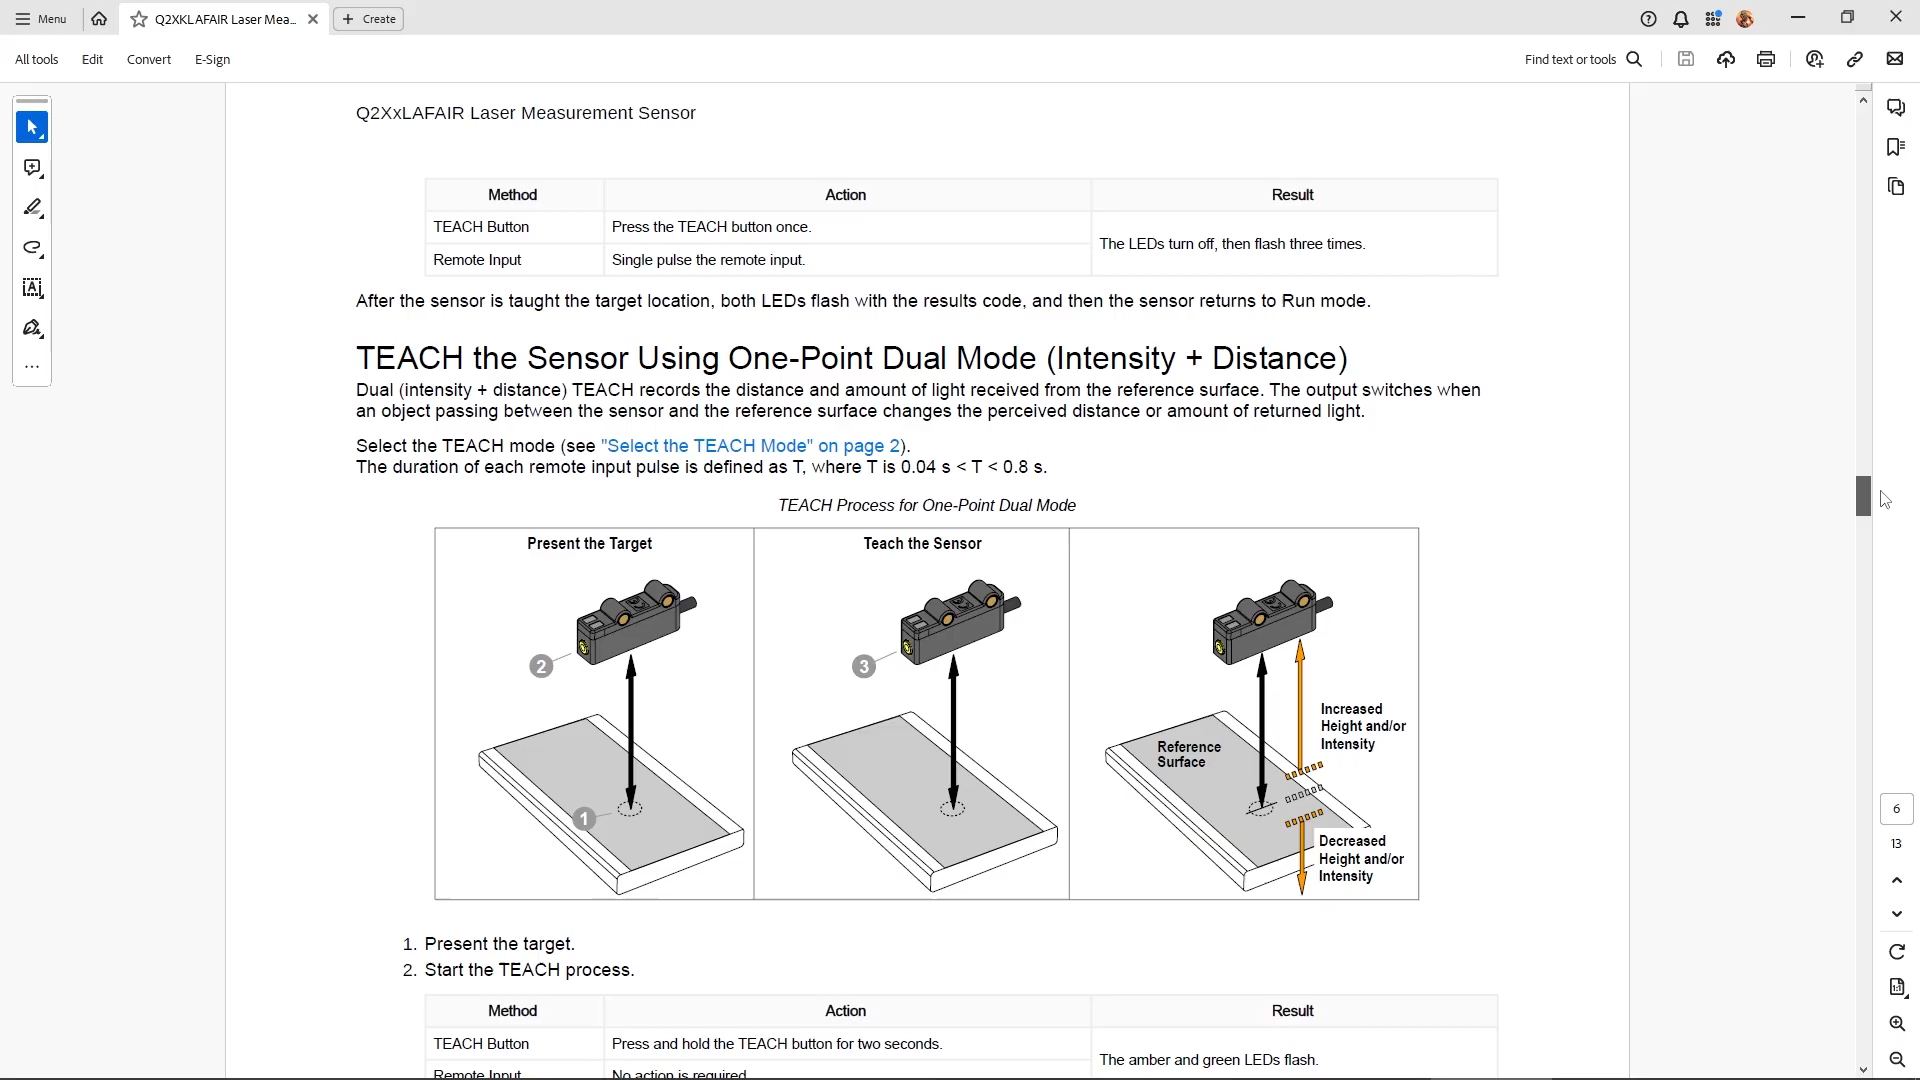 Menu
Q2XKLAFAIR Laser Mea...
Create
All tools
Edit
Convert
E-Sign
Find text or tools
Q2XxLAFAIR Laser Measurement Sensor
Method Action Result
TEACH Button Press the TEACH button once.
The LEDs turn off, then flash three times.
Remote Input Single pulse the remote input.
After the sensor is taught the target location, both LEDs flash with the results code, and then the sensor returns to Run mode.
TEACH the Sensor Using One-Point Dual Mode (Intensity + Distance)
Dual (intensity + distance) TEACH records the distance and amount of light received from the reference surface. The output switches when
an object passing between the sensor and the reference surface changes the perceived distance or amount of returned light.
Select the TEACH mode (see "Select the TEACH Mode" on page 2).
The duration of each remote input pulse is defined as T, where T is 0.04 s < T < 0.8 s.
TEACH Process for One-Point Dual Mode
Present the Target
2
1
Teach the Sensor
3
Reference
Surface
Increased
Height and/or
Intensity
Decreased
Height and/or
Intensity
1. Present the target.
2. Start the TEACH process.
Method Action Result
TEACH Button Press and hold the TEACH button for two seconds.
The amber and green LEDs flash.
Remote Input No action is required
6
13